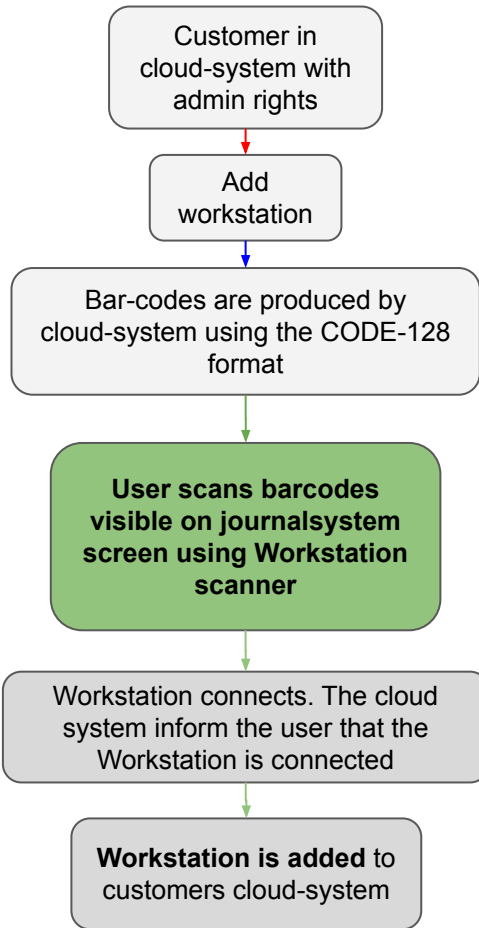 Customer in
cloud-system with
admin rights
Add
workstation
Bar-codes are produced by
cloud-system using the CODE-128
format
User scans barcodes
visible on journalsystem
screen using Workstation
scanner
Workstation connects. The cloud
system inform the user that the
Workstation is connected
Workstation is added to
customers cloud-system